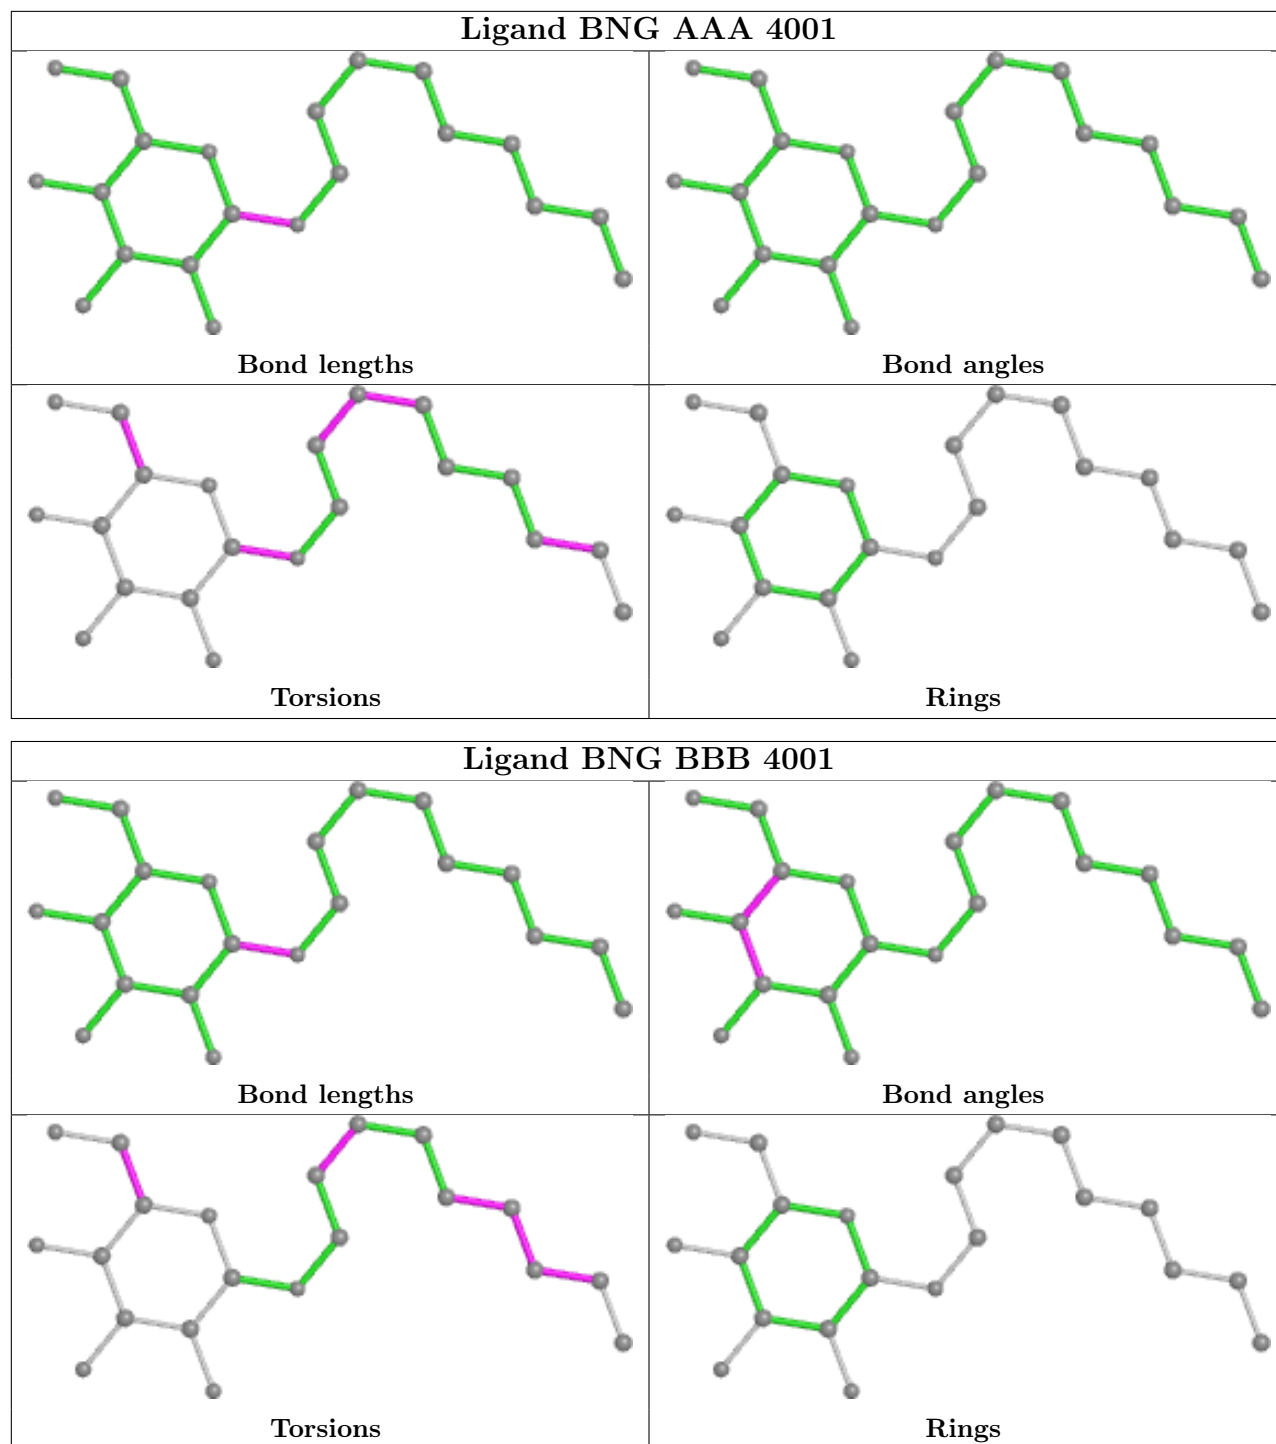 Ligand BNG AAA 4001
Bond lengths
Bond angles
Torsions
Rings
Ligand BNG BBB 4001
Bond lengths
Bond angles
Torsions
Rings